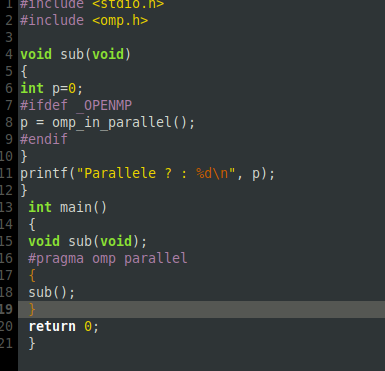 1 #include <stdio.h>
2 #include <omp.h>
3
4 void sub(void)
5 {
6 int p=0;
7 #ifdef _OPENMP
8 p = omp_in_parallel();
9 #endif
10 }
11 printf("Parallele ? : %d\n", p);
12 }
13 int main()
14 {
15 void sub(void);
16 #pragma omp parallel
17 {
18 sub();
19 }
20 return 0;
21 }